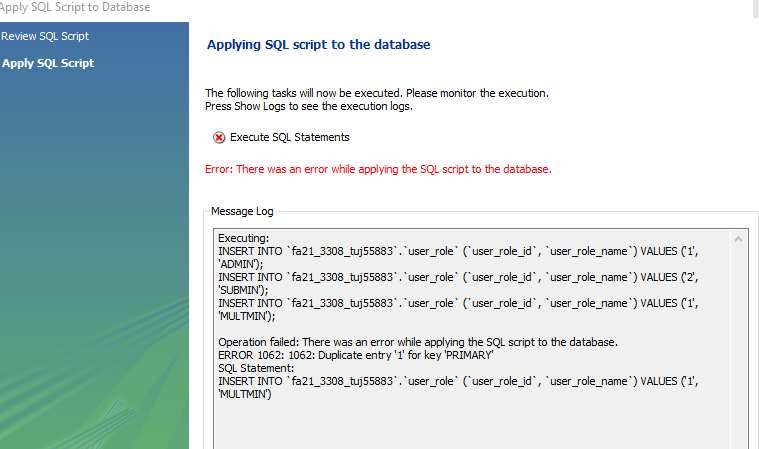 Apply SQL Script to Database
Review SQL Script
Apply SQL Script
Applying SQL script to the database
The following tasks will now be executed. Please monitor the execution.
Press Show Logs to see the execution logs.
Execute SQL Statements
Error: There was an error while applying the SQL script to the database.
Message Log
Executing:
INSERT INTO `fa21_3308_tuj55883`.`user_role` (`user_role_id`, `user_role_name`) VALUES ('1',
'ADMIN');
INSERT INTO `fa21_3308_tuj55883`.`user_role` (`user_role_id`, `user_role_name`) VALUES ('2',
'SUBMIN');
INSERT INTO `fa21_3308_tuj55883`.`user_role` (`user_role_id`, `user_role_name`) VALUES ('1',
'MULTMIN');
Operation failed: There was an error while applying the SQL script to the database.
ERROR 1062: 1062: Duplicate entry '1' for key 'PRIMARY'
SQL Statement:
INSERT INTO `fa21_3308_tuj55883`.`user_role` (`user_role_id`, `user_role_name`) VALUES ('1',
'MULTMIN')